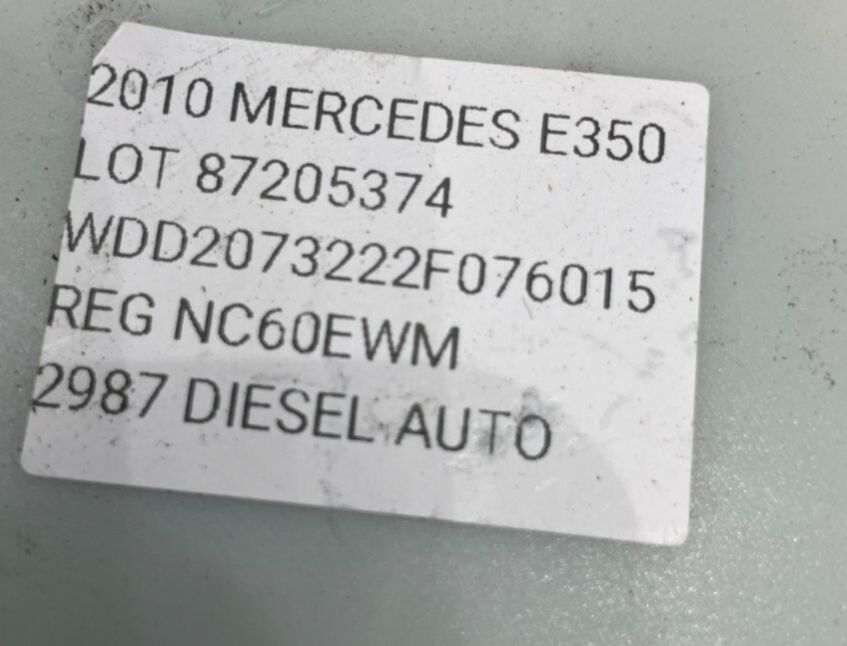 2010 MERCEDES E350
LOT 87205374
WDD2073222F076015
REG NC60EWM
2987 DIESEL AUTO